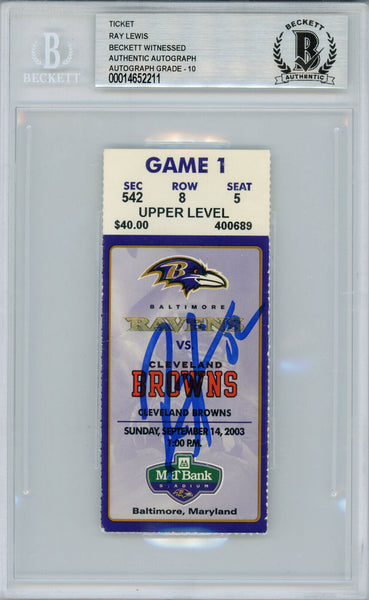 TICKET
RAY LEWIS
BECKETT WITNESSED
AUTHENTIC AUTOGRAPH
AUTOGRAPH GRADE - 10
00014652211
B
BECKETT
BECKETT
B
AUTHENTIC
GAME 1
SEC ROW SEAT
542 8 5
UPPER LEVEL
$40.00 400689
B
BALTIMORE
RAVENS
VS.
CLEVELAND
BROWNS
CLEVELAND BROWNS
SUNDAY, SEPTEMBER 14, 2003
1:00 P.M.
M&T Bank
STADIUM
Baltimore, Maryland